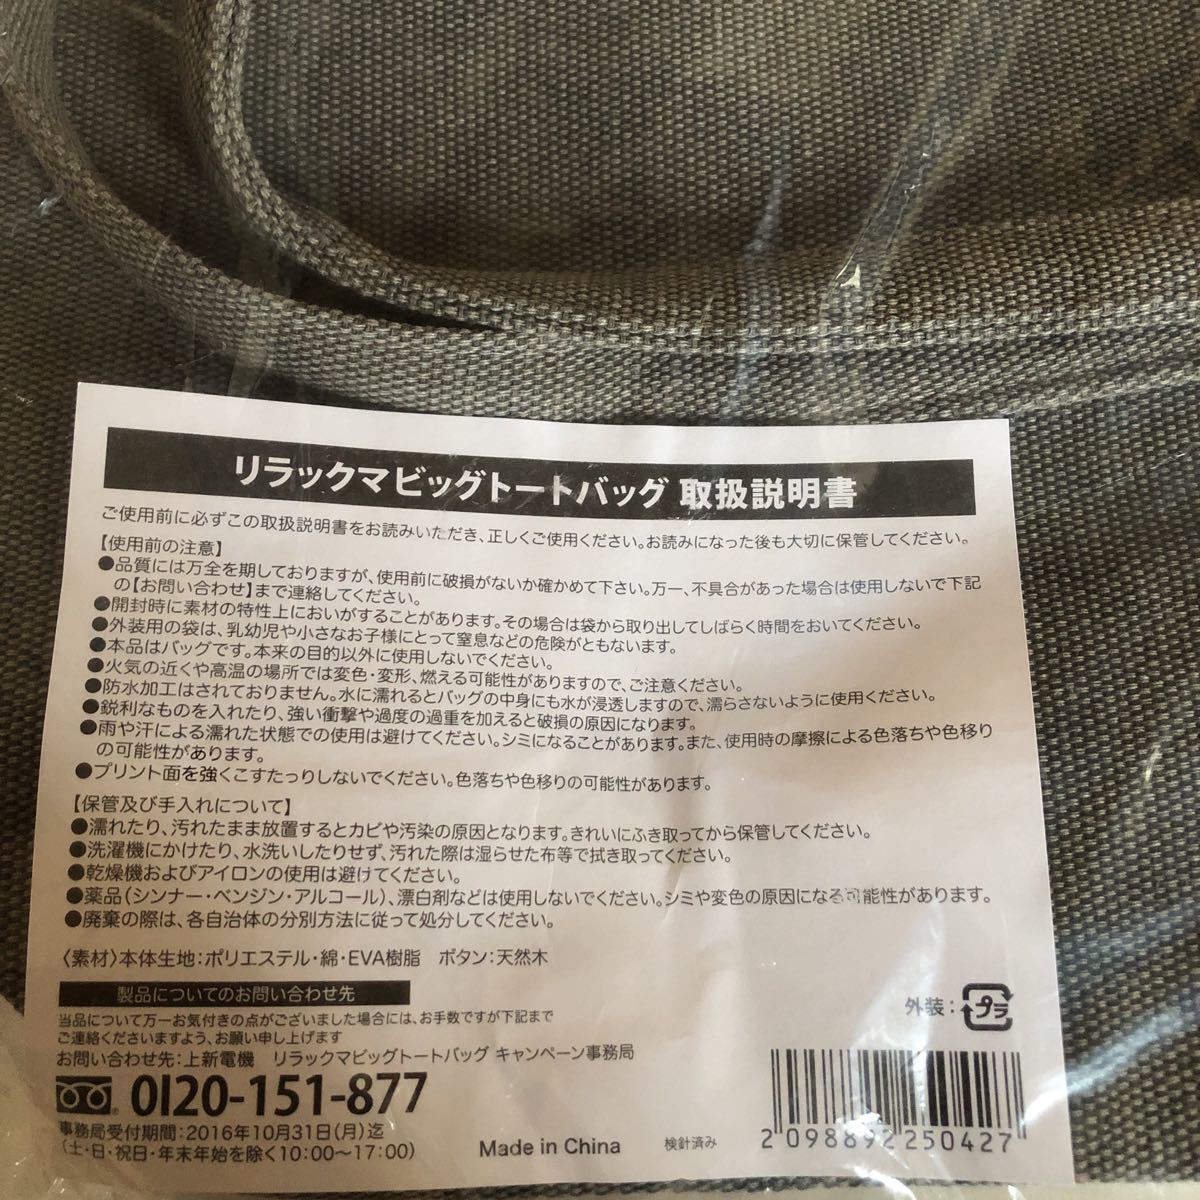 リラックマビッグトートバッグ 取扱説明書
ご使用前に必ずこの取扱説明書をお読みいただき、正しくご使用ください。お読みになった後も大切に保管してください。
【使用前の注意】
●品質には万全を期しておりますが、使用前に破損がないか確かめて下さい。万一、不具合があった場合は使用しないで下記
の【お問い合わせ】まで連絡してください。
●開封時に素材の特性上においがすることがあります。その場合は袋から取り出してしばらく時間をおいてください。
●外装用の袋は、乳幼児や小さなお子様にとって窒息などの危険がともないます。
●本品はバッグです。本来の目的以外に使用しないでください。
●火気の近くや高温の場所では変色・変形、燃える可能性がありますので、ご注意ください。
●防水加工はされておりません。水に濡れるとバッグの中身にも水が浸透しますので、濡らさないように使用ください。
●鋭利なものを入れたり、強い衝撃や過度の過重を加えると破損の原因になります。
●雨や汗による濡れた状態での使用は避けてください。シミになることがあります。また、使用時の摩擦による色落ちや色移り
の可能性があります。
●プリント面を強くこすたっりしないでください。色落ちや色移りの可能性があります。
【保管及び手入れについて】
●濡れたり、汚れたまま放置するとカビや汚染の原因となります。きれいにふき取ってから保管してください。
●洗濯機にかけたり、水洗いしたりせず、汚れた際は湿らせた布等で拭き取ってください。
●乾燥機およびアイロンの使用は避けてください。
●薬品(シンナー・ベンジン・アルコール)、漂白剤などは使用しないでください。シミや変色の原因になる可能性があります。
●廃棄の際は、各自治体の分別方法に従って処分してください。
〈素材〉本体生地:ポリエステル・綿・EVA樹脂 ボタン:天然木
製品についてのお問い合わせ先
当品について万一お気付きの点がございました場合には、お手数ですが下記まで
ご連絡くださいますよう、お願い申し上げます
お問い合わせ先:上新電機 リラックマビッグトートバッグ キャンペーン事務局
0120-151-877
事務局受付期間:2016年10月31日(月)迄
(土・日・祝日・年末年始を除く10:00〜17:00)
Made in China
検針済み
外装:プラ
2098892250427